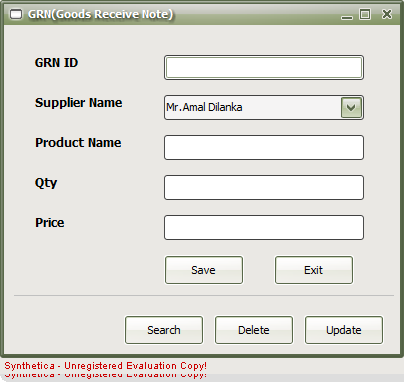 GRN(Goods Receive Note)
GRN ID
Supplier Name
Mr.Amal Dilanka
Product Name
Qty
Price
Save Exit
Search Delete Update
Synthetica - Unregistered Evaluation Copy!
Synthetica - Unregistered Evaluation Copy!